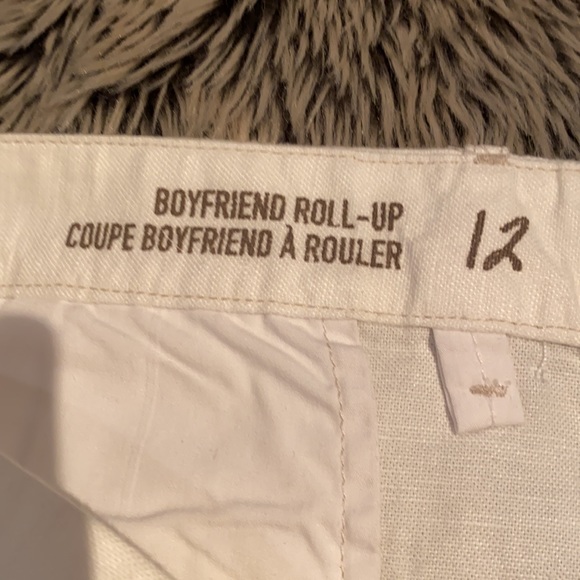 BOYFRIEND ROLL-UP
COUPE BOYFRIEND À ROULER
12